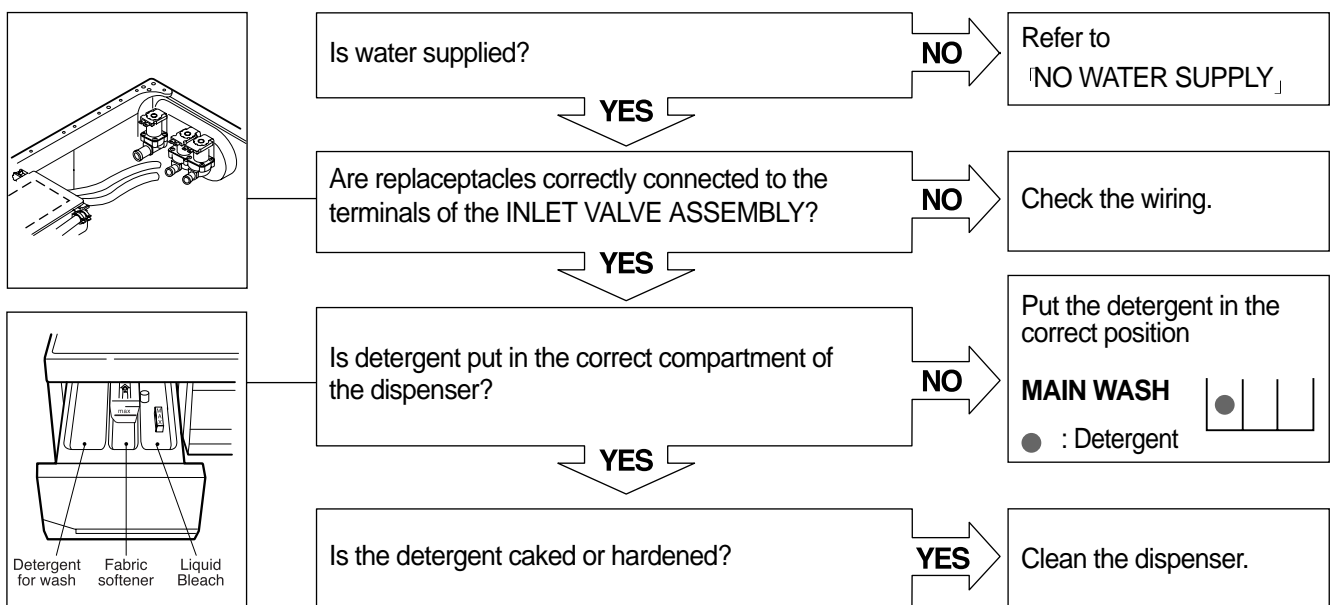 Is water supplied?
NO
Refer to
「NO WATER SUPPLY」
YES
Are replaceptacles correctly connected to the
terminals of the INLET VALVE ASSEMBLY?
NO
Check the wiring.
YES
Is detergent put in the correct compartment of
the dispenser?
NO
Put the detergent in the
correct position
MAIN WASH
: Detergent
max
MAX
Detergent
for wash
Fabric
softener
Liquid
Bleach
YES
Is the detergent caked or hardened?
YES
Clean the dispenser.